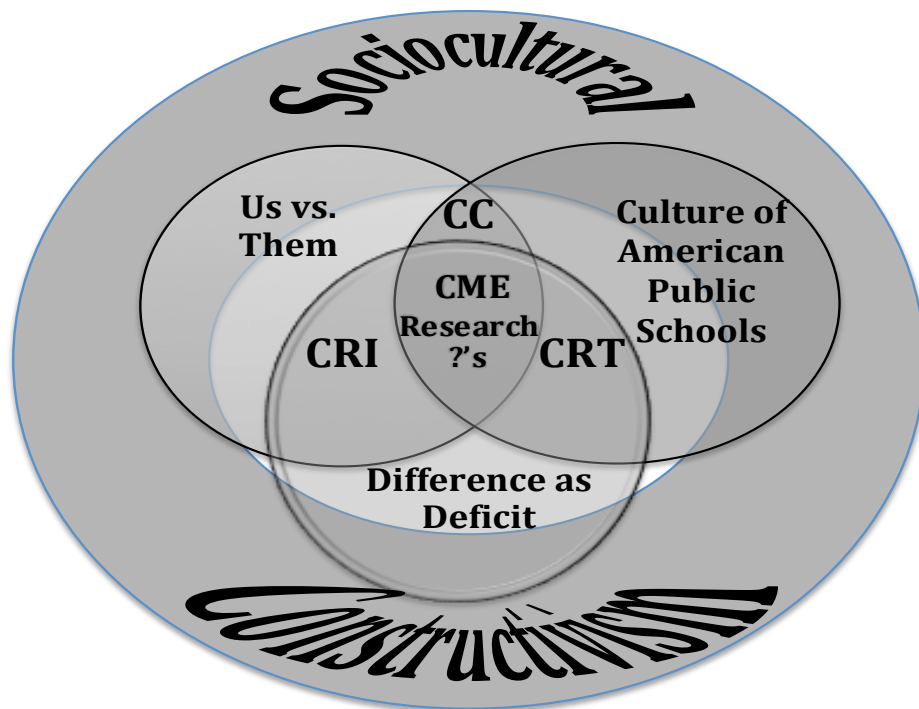 Sociocultural
Us vs.
Them
CC
Culture of
American
Public
Schools
CME
Research
?'s
CRI
CRT
Difference as
Deficit
Constructivism